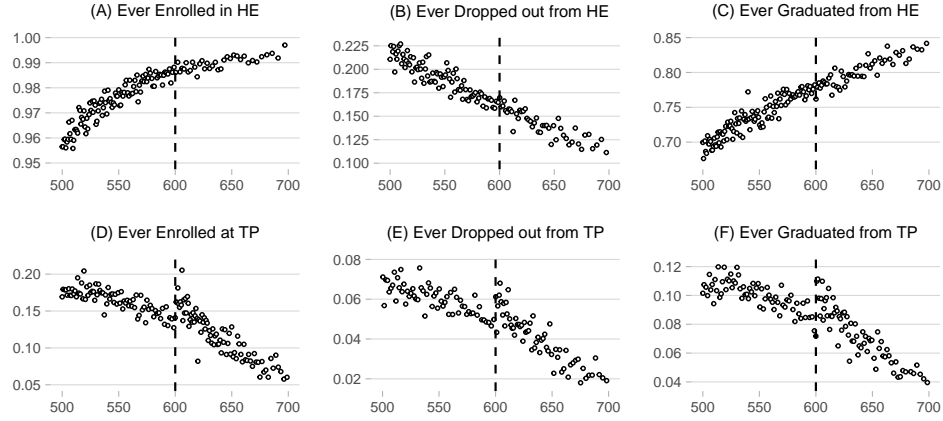 (A) Ever Enrolled in HE
1.00
0.99
0.98
0.97
0.96
0.95
500 550 600 650 700
(B) Ever Dropped out from HE
0.225
0.200
0.175
0.150
0.125
0.100
500 550 600 650 700
(C) Ever Graduated from HE
0.85
0.80
0.75
0.70
500 550 600 650 700
(D) Ever Enrolled at TP
0.20
0.15
0.10
0.05
500 550 600 650 700
(E) Ever Dropped out from TP
0.08
0.06
0.04
0.02
500 550 600 650 700
(F) Ever Graduated from TP
0.12
0.10
0.08
0.06
0.04
500 550 600 650 700